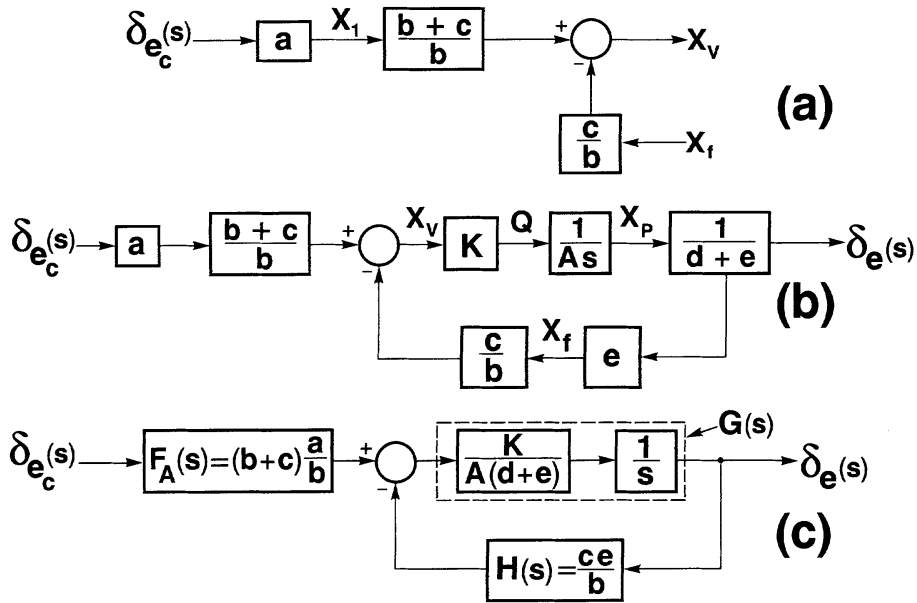 δec(s) a X1 b + c / b + - Xv
c / b Xf
(a)
δec(s) a b + c / b + - Xv K Q 1 / As XP 1 / d + e δe(s)
c / b Xf e
(b)
δec(s) FA(s)=(b+c) a / b + - K / A(d+e) 1 / s G(s) δe(s)
H(s)= ce / b
(c)